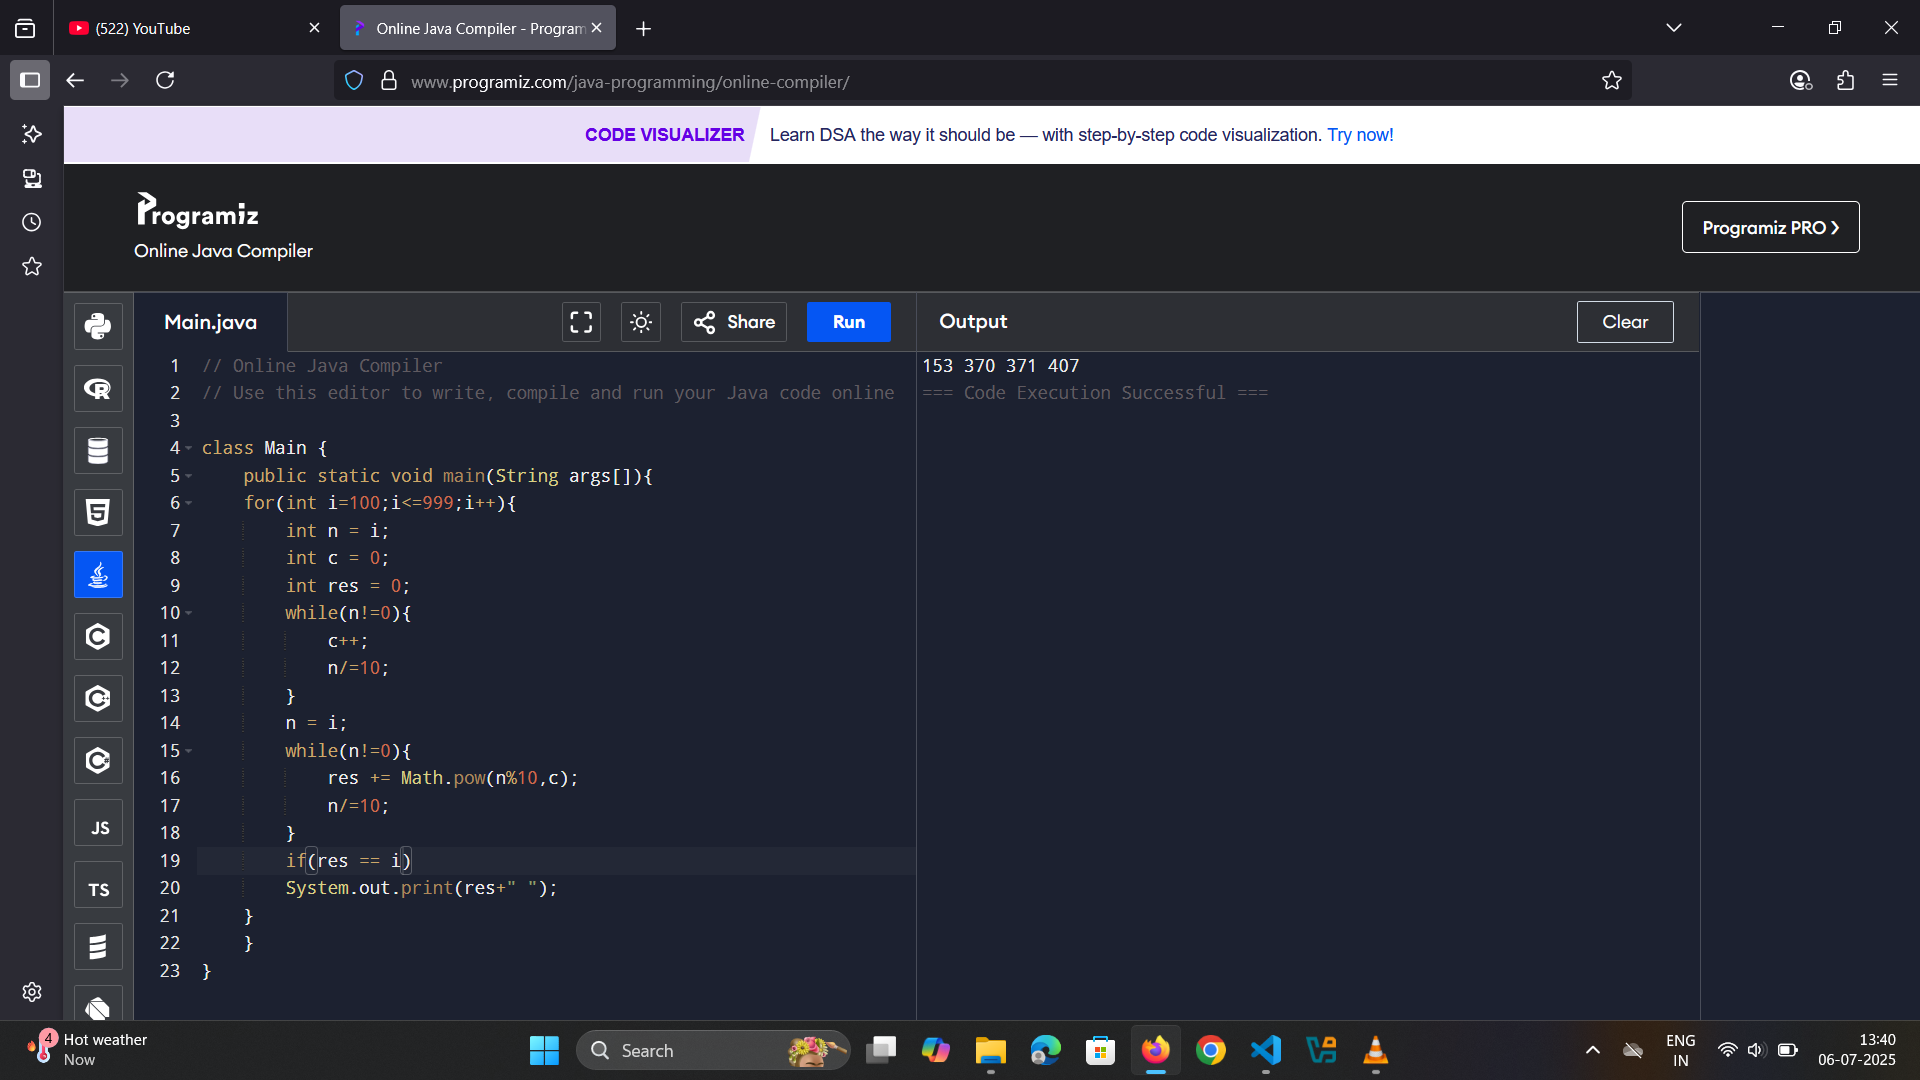 (522) YouTube
Online Java Compiler - Program
www.programiz.com/java-programming/online-compiler/
CODE VISUALIZER Learn DSA the way it should be — with step-by-step code visualization. Try now!
Programiz
Online Java Compiler
Programiz PRO ❯
Main.java
Share
Run
Output
Clear
1 // Online Java Compiler
2 // Use this editor to write, compile and run your Java code online
3
4 class Main {
5     public static void main(String args[]){
6     for(int i=100;i<=999;i++){
7         int n = i;
8         int c = 0;
9         int res = 0;
10         while(n!=0){
11             c++;
12             n/=10;
13         }
14         n = i;
15         while(n!=0){
16             res += Math.pow(n%10,c);
17             n/=10;
18         }
19         if(res == i)
20         System.out.print(res+" ");
21     }
22     }
23 }
153 370 371 407
=== Code Execution Successful ===
R
5
C
C
C
JS
TS
4
Hot weather
Now
Search
ENG
IN
13:40
06-07-2025